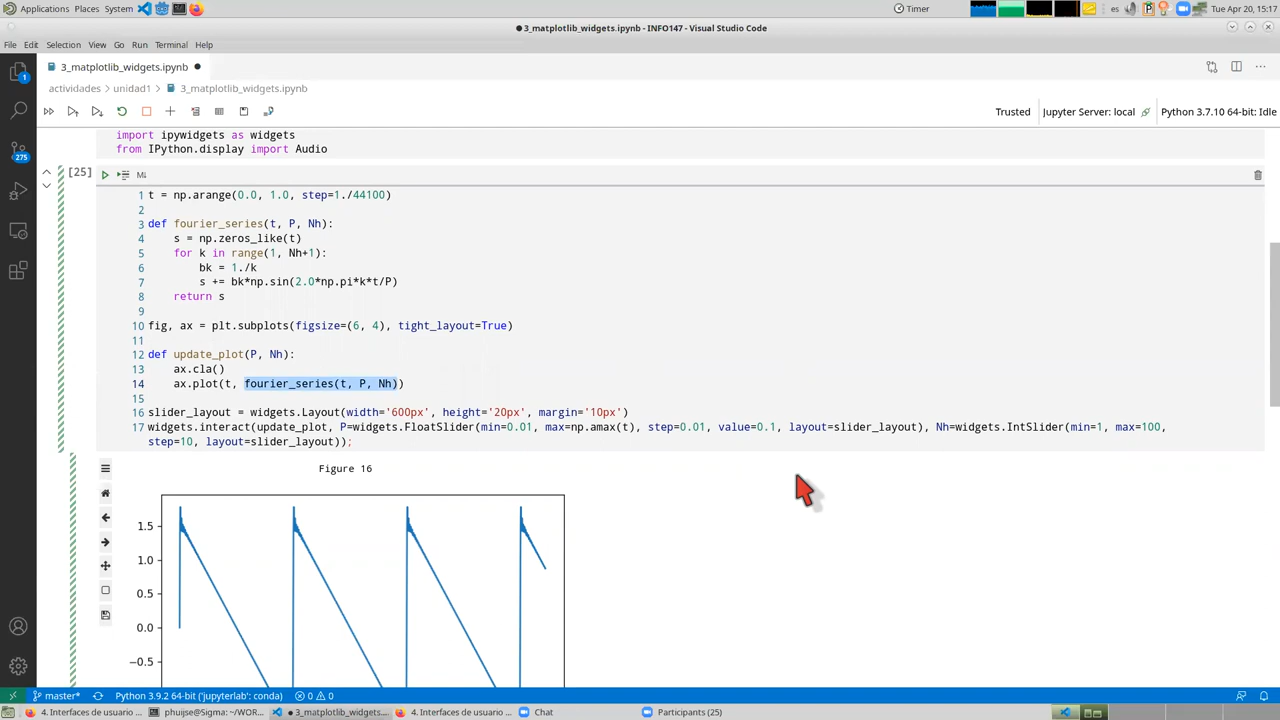 Applications Places System
Timer
es
Tue Apr 20, 15:17
● 3_matplotlib_widgets.ipynb - INFO147 - Visual Studio Code
File Edit Selection View Go Run Terminal Help
3_matplotlib_widgets.ipynb ●
actividades > unidad1 > 3_matplotlib_widgets.ipynb
Trusted
Jupyter Server: local
Python 3.7.10 64-bit: Idle
1
275
import ipywidgets as widgets
from IPython.display import Audio
[25]
M↓
1 t = np.arange(0.0, 1.0, step=1./44100)
2
3 def fourier_series(t, P, Nh):
4 s = np.zeros_like(t)
5 for k in range(1, Nh+1):
6 bk = 1./k
7 s += bk*np.sin(2.0*np.pi*k*t/P)
8 return s
9
10 fig, ax = plt.subplots(figsize=(6, 4), tight_layout=True)
11
12 def update_plot(P, Nh):
13 ax.cla()
14 ax.plot(t, fourier_series(t, P, Nh))
15
16 slider_layout = widgets.Layout(width='600px', height='20px', margin='10px')
17 widgets.interact(update_plot, P=widgets.FloatSlider(min=0.01, max=np.amax(t), step=0.01, value=0.1, layout=slider_layout), Nh=widgets.IntSlider(min=1, max=100,
step=10, layout=slider_layout));
Figure 16
1.5
1.0
0.5
0.0
−0.5
master*
Python 3.9.2 64-bit ('jupyterlab': conda)
0
0
4. Interfaces de usuario ...
phuijse@Sigma: ~/WOR...
● 3_matplotlib_widgets....
4. Interfaces de usuario ...
Chat
Participants (25)